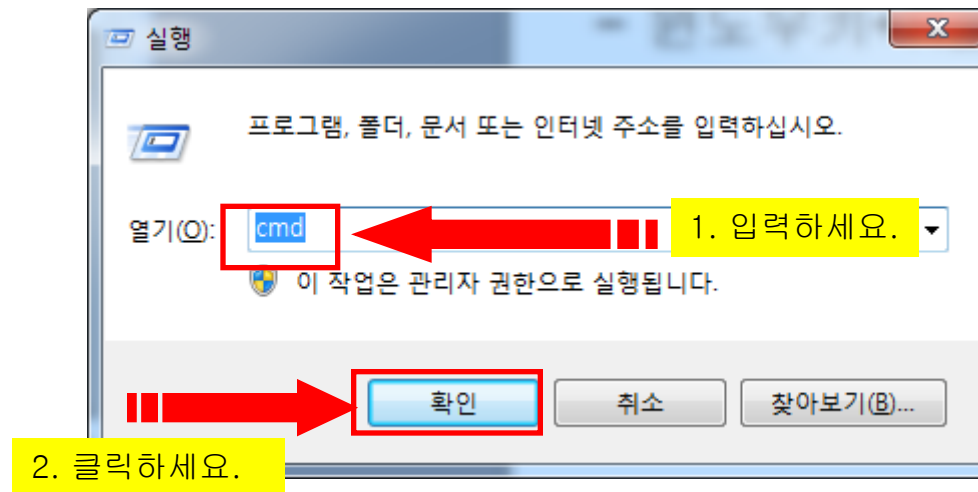 실행
프로그램, 폴더, 문서 또는 인터넷 주소를 입력하십시오.
열기(O): cmd 1. 입력하세요.
이 작업은 관리자 권한으로 실행됩니다.
확인 취소 찾아보기(B)...
2. 클릭하세요.